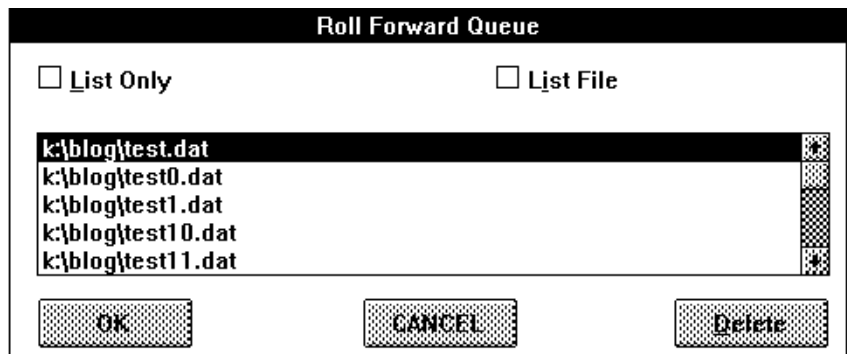 Roll Forward Queue
List Only
List File
k:\blog\test.dat
k:\blog\test0.dat
k:\blog\test1.dat
k:\blog\test10.dat
k:\blog\test11.dat
OK
CANCEL
Delete